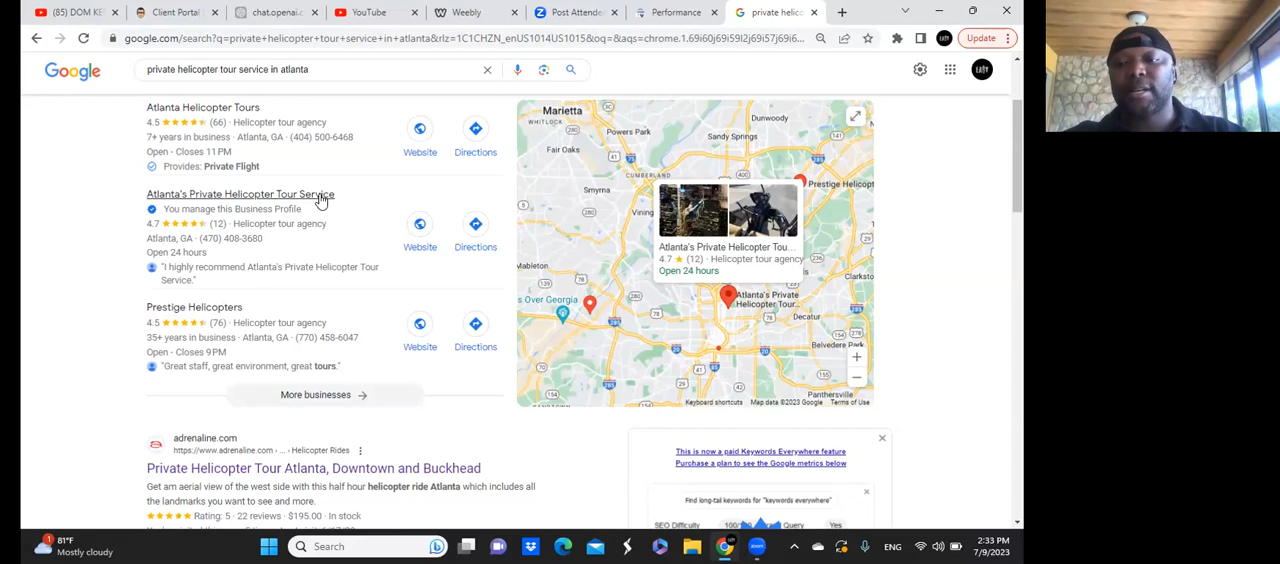 (85) DOM KE
Client Portal
chat.openai.c
YouTube
Weebly
Post Attende
Performance
private helico
google.com/search?q=private+helicopter+tour+service+in+atlanta&rlz=1C1CHZN_enUS1014US1015&oq=&aqs=chrome.1.69i60j69i59l2j69i57j69i6...
Update
Google
private helicopter tour service in atlanta
EASY
EASY
Atlanta Helicopter Tours
4.5 (66) · Helicopter agency
7+ years in business · Atlanta, GA · (404) 500-6468
Open · Closes 11 PM
Provides: Private Flight
Website
Directions
Atlanta's Private Helicopter Tour Service
You manage this Business Profile
4.7 (12) · Helicopter tour agency
Atlanta, GA · (470) 408-3680
Open 24 hours
"I highly recommend Atlanta's Private Helicopter Tour
Service."
Website
Directions
Prestige Helicopters
4.5 (76) · Helicopter tour agency
35+ years in business · Atlanta, GA · (770) 458-6047
Open · Closes 9 PM
"Great staff, great environment, great tours."
Website
Directions
More businesses
Marietta
WHITLOCK
Dunwoody
Powers Park
Sandy Springs
Fair Oaks
CUMBERLAND
Smyrna
Vining
Prestige Helicopt
Tucker
Mableton
Atlanta's Private Helicopter Tou...
4.7 (12) · Helicopter tour agency
Open 24 hours
Clarkston
s Over Georgia
Atlanta's Private
Helicopter Tour...
Decatur
Belvedere Park
Panthersville
Keyboard shortcuts
Map data ©2023 Google
Terms of Use
adrenaline.com
https://www.adrenaline.com › ... › Helicopter Rides
Private Helicopter Tour Atlanta, Downtown and Buckhead
Get am aerial view of the west side with this half hour helicopter ride Atlanta which includes all
the landmarks you want to see and more.
Rating: 5 · 22 reviews · $195.00 · In stock
This is now a paid Keywords Everywhere feature
Purchase a plan to see the Google metrics below
Find long-tail keywords for "keywords everywhere"
SEO Difficulty
100/
Query
Yes
1
81°F
Mostly cloudy
Search
ENG
2:33 PM
7/9/2023